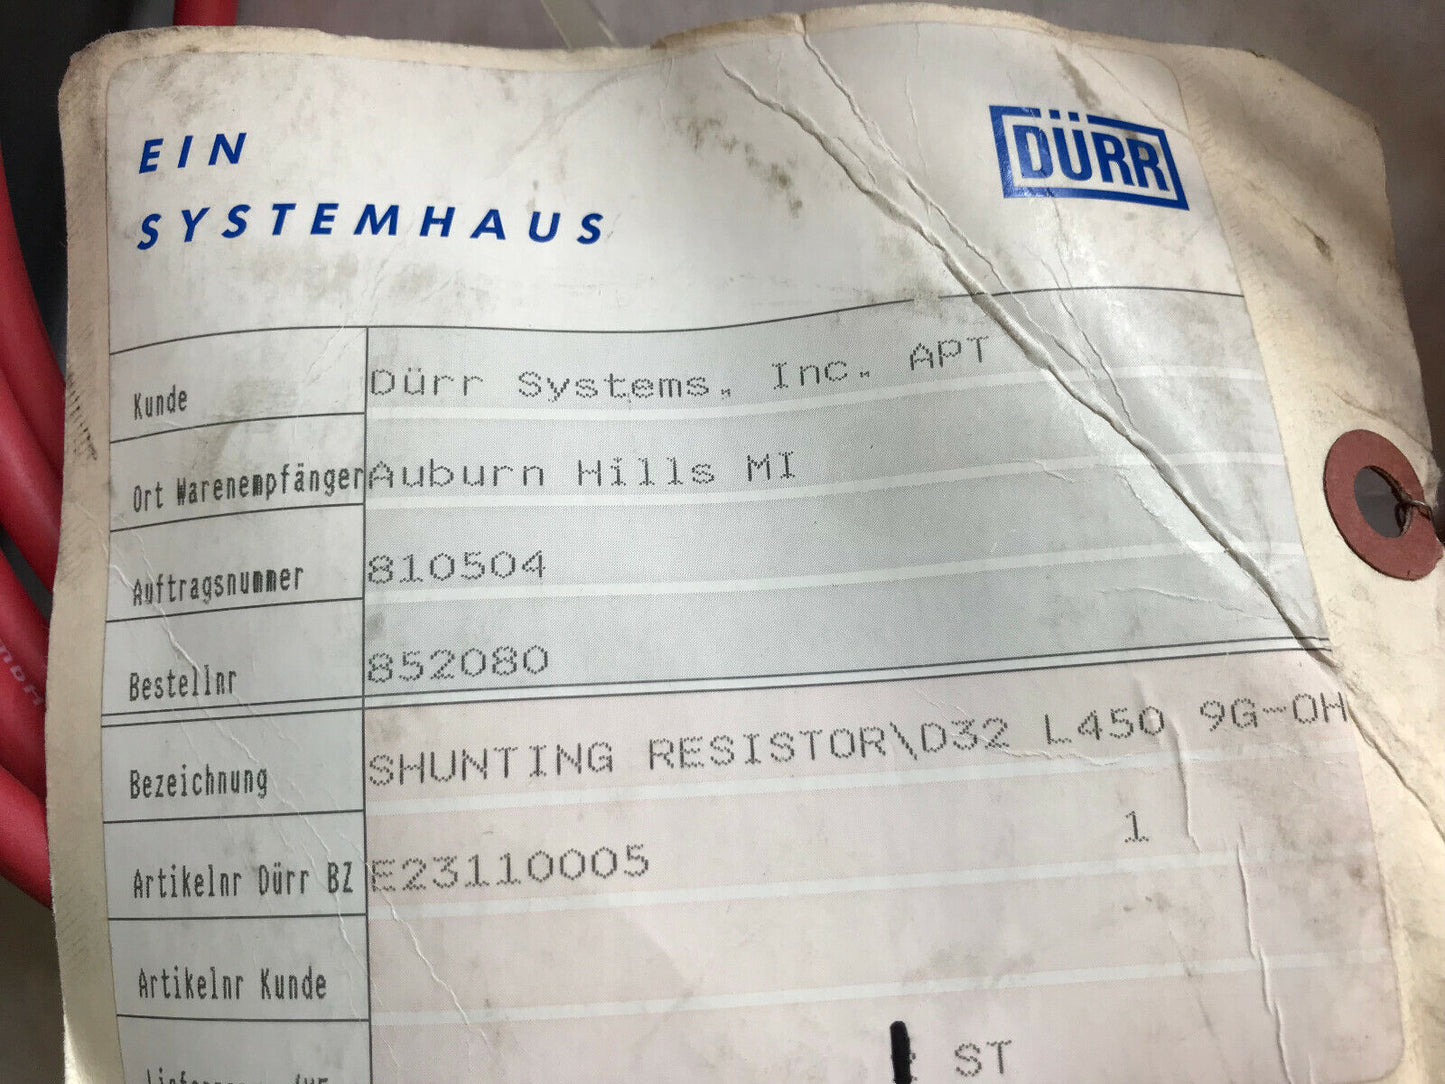 EIN
SYSTEMHAUS
DÜRR
Kunde Dürr Systems, Inc. APT
Ort Warenempfänger Auburn Hills MI
Auftragsnummer 810504
Bestellnr 852080
Bezeichnung SHUNTING RESISTOR\D32 L450 9G-OH
Artikelnr Dürr BZ E23110005 1
Artikelnr Kunde
ST